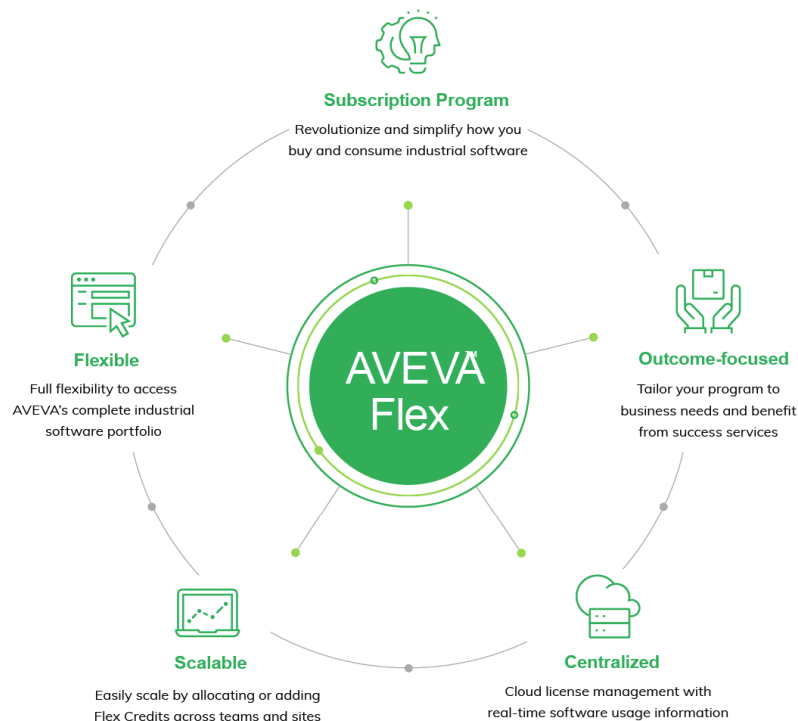 Subscription Program
Revolutionize and simplify how you
buy and consume industrial software
Flexible
Full flexibility to access
AVEVA's complete industrial
software portfolio
AVEVA™
Flex
Outcome-focused
Tailor your program to
business needs and benefit
from success services
Scalable
Easily scale by allocating or adding
Flex Credits across teams and sites
Centralized
Cloud license management with
real-time software usage information